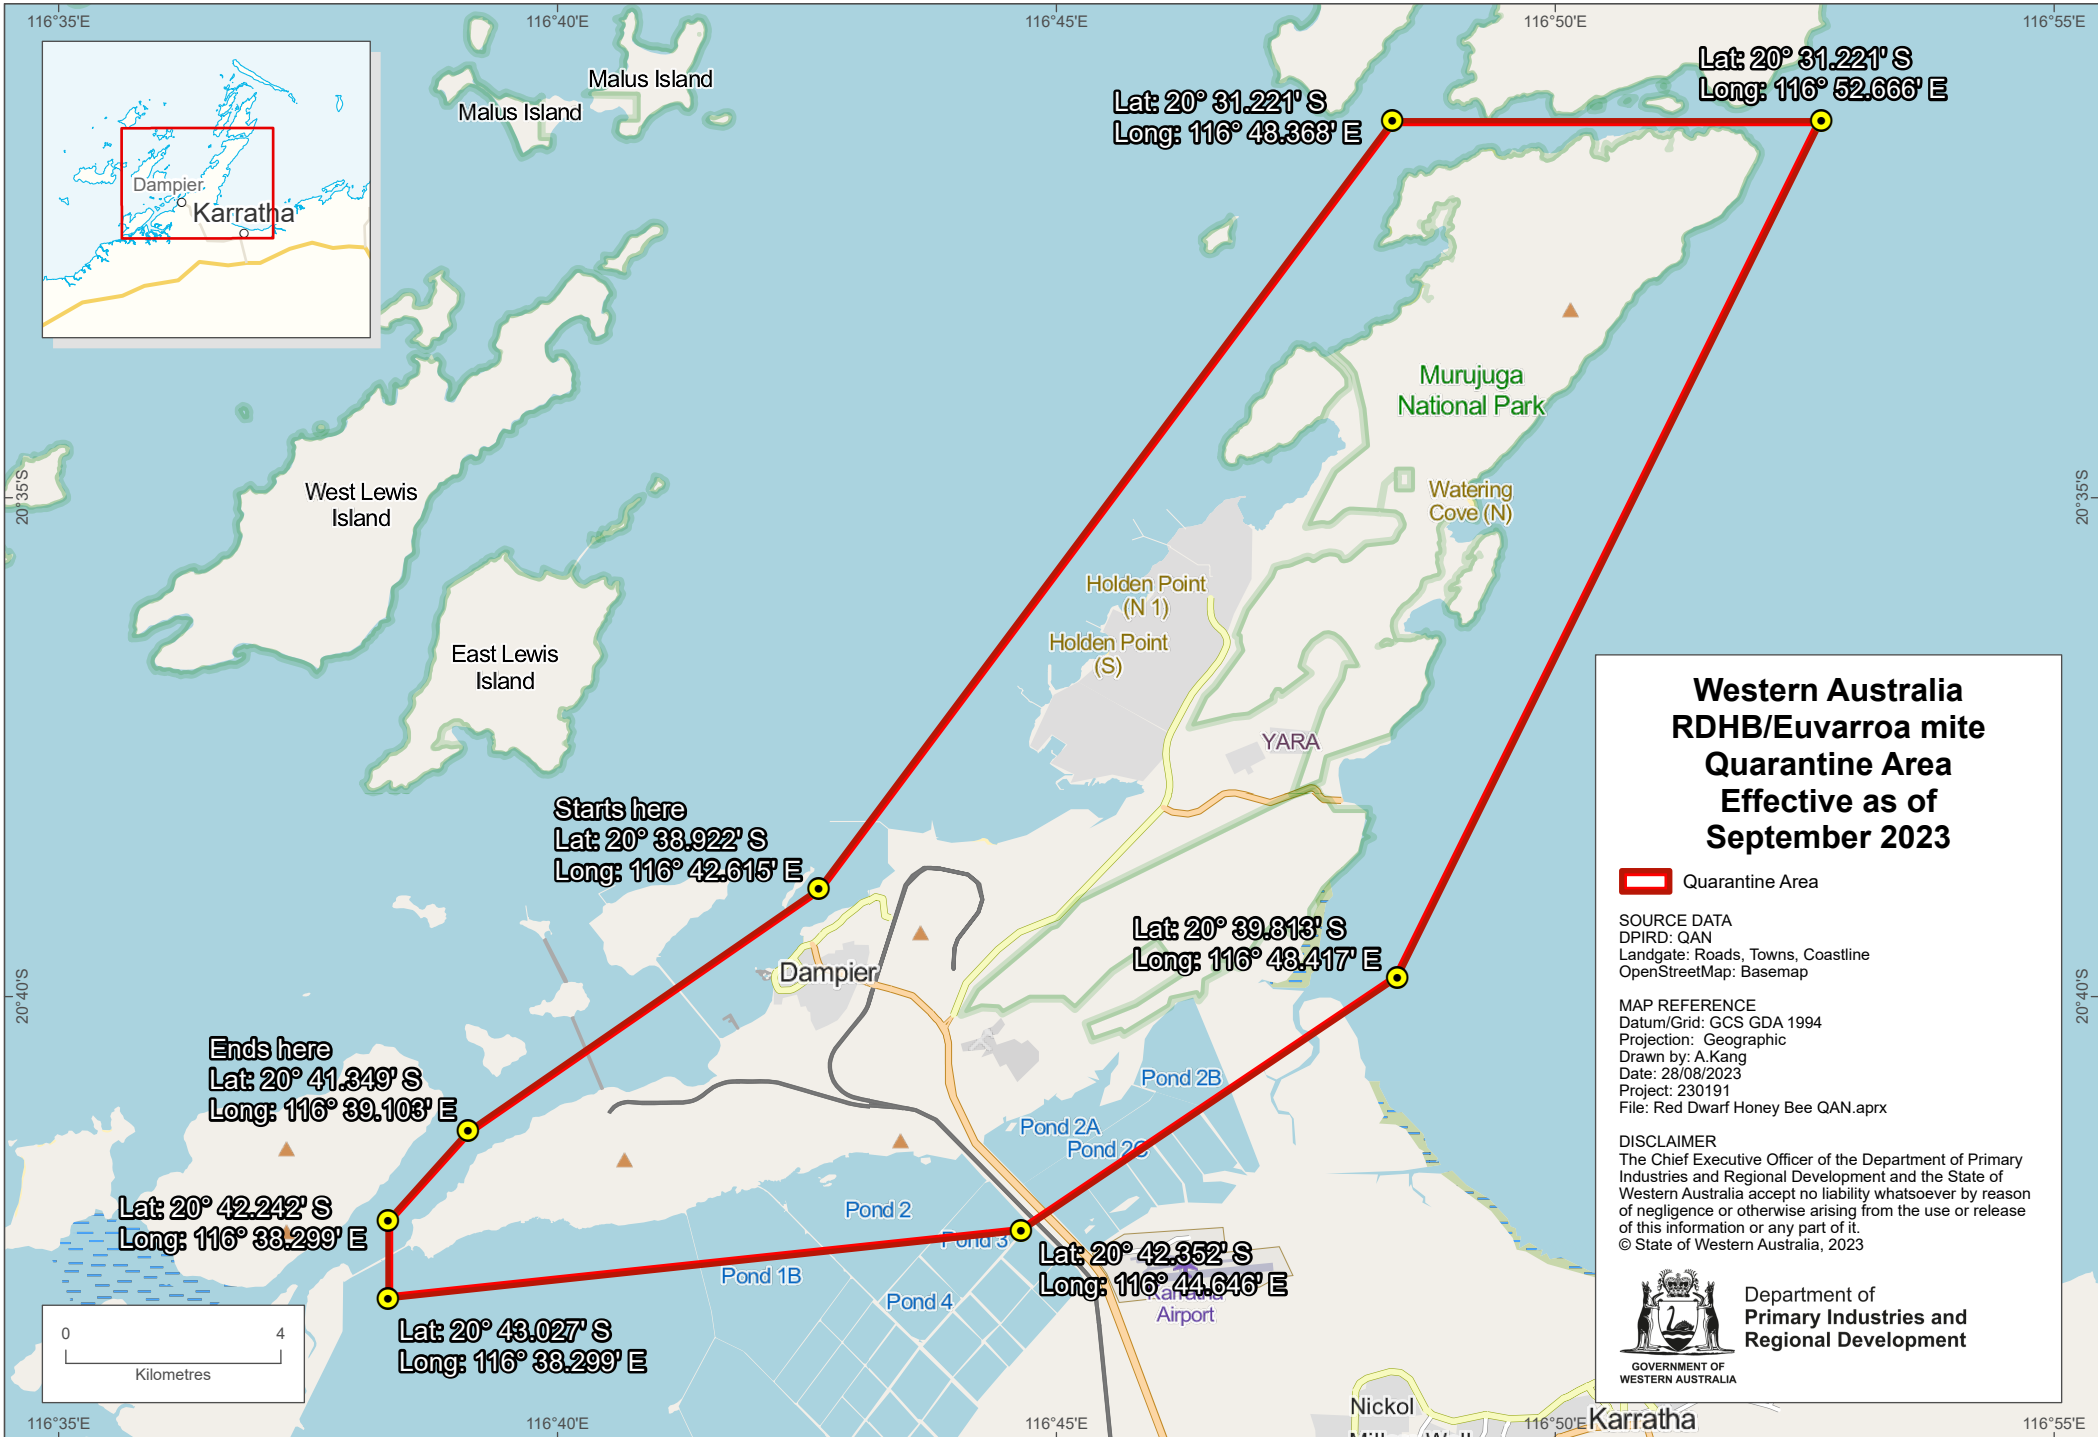 116°35'E
116°40'E
116°45'E
116°50'E
116°55'E
Dampier
Karratha
Malus Island
Malus Island
Lat: 20° 31.221' S
Long: 116° 48.368' E
Lat: 20° 31.221' S
Long: 116° 52.666' E
Murujuga
National Park
20°35'S
20°35'S
West Lewis
Island
Watering
Cove (N)
Holden Point
(N 1)
Holden Point
(S)
East Lewis
Island
YARA
Starts here
Lat: 20° 38.922' S
Long: 116° 42.615' E
Lat: 20° 39.813' S
Long: 116° 48.417' E
Dampier
20°40'S
20°40'S
Ends here
Lat: 20° 41.349' S
Long: 116° 39.103' E
Pond 2B
Pond 2A
Pond 2C
Lat: 20° 42.242' S
Long: 116° 38.299' E
Pond 2
Pond 3
Pond 1B
Pond 4
Lat: 20° 42.352' S
Long: 116° 44.646' E
Karratha
Airport
Lat: 20° 43.027' S
Long: 116° 38.299' E
0 4
Kilometres
Nickol
Karratha
116°35'E
116°40'E
116°45'E
116°50'E
116°55'E
Western Australia
RDHB/Euvarroa mite
Quarantine Area
Effective as of
September 2023
Quarantine Area
SOURCE DATA
DPIRD: QAN
Landgate: Roads, Towns, Coastline
OpenStreetMap: Basemap
MAP REFERENCE
Datum/Grid: GCS GDA 1994
Projection: Geographic
Drawn by: A.Kang
Date: 28/08/2023
Project: 230191
File: Red Dwarf Honey Bee QAN.aprx
DISCLAIMER
The Chief Executive Officer of the Department of Primary
Industries and Regional Development and the State of
Western Australia accept no liability whatsoever by reason
of negligence or otherwise arising from the use or release
of this information or any part of it.
© State of Western Australia, 2023
GOVERNMENT OF
WESTERN AUSTRALIA
Department of
Primary Industries and
Regional Development